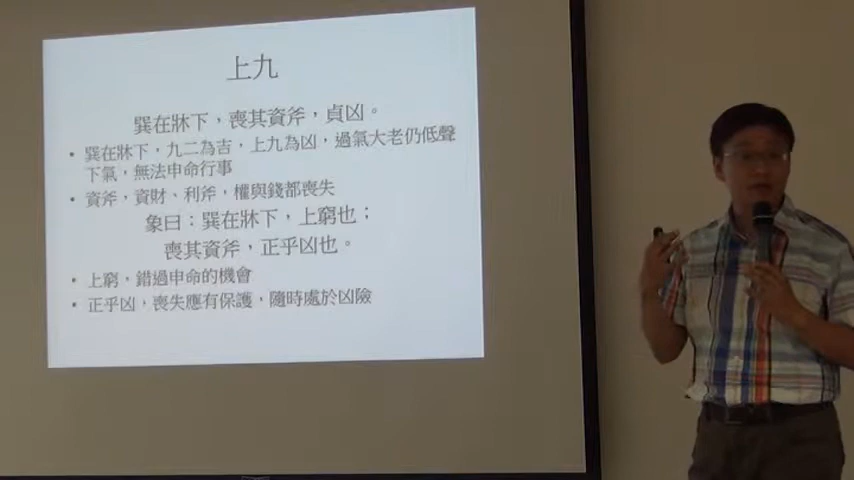 上九
巽在牀下，喪其資斧，貞凶。
• 巽在牀下，九二為吉，上九為凶，過氣大老仍低聲
下氣，無法申命行事
• 資斧，資財、利斧，權與錢都喪失
象曰：巽在牀下，上窮也；
喪其資斧，正乎凶也。
• 上窮，錯過申命的機會
• 正乎凶，喪失應有保護，隨時處於凶險